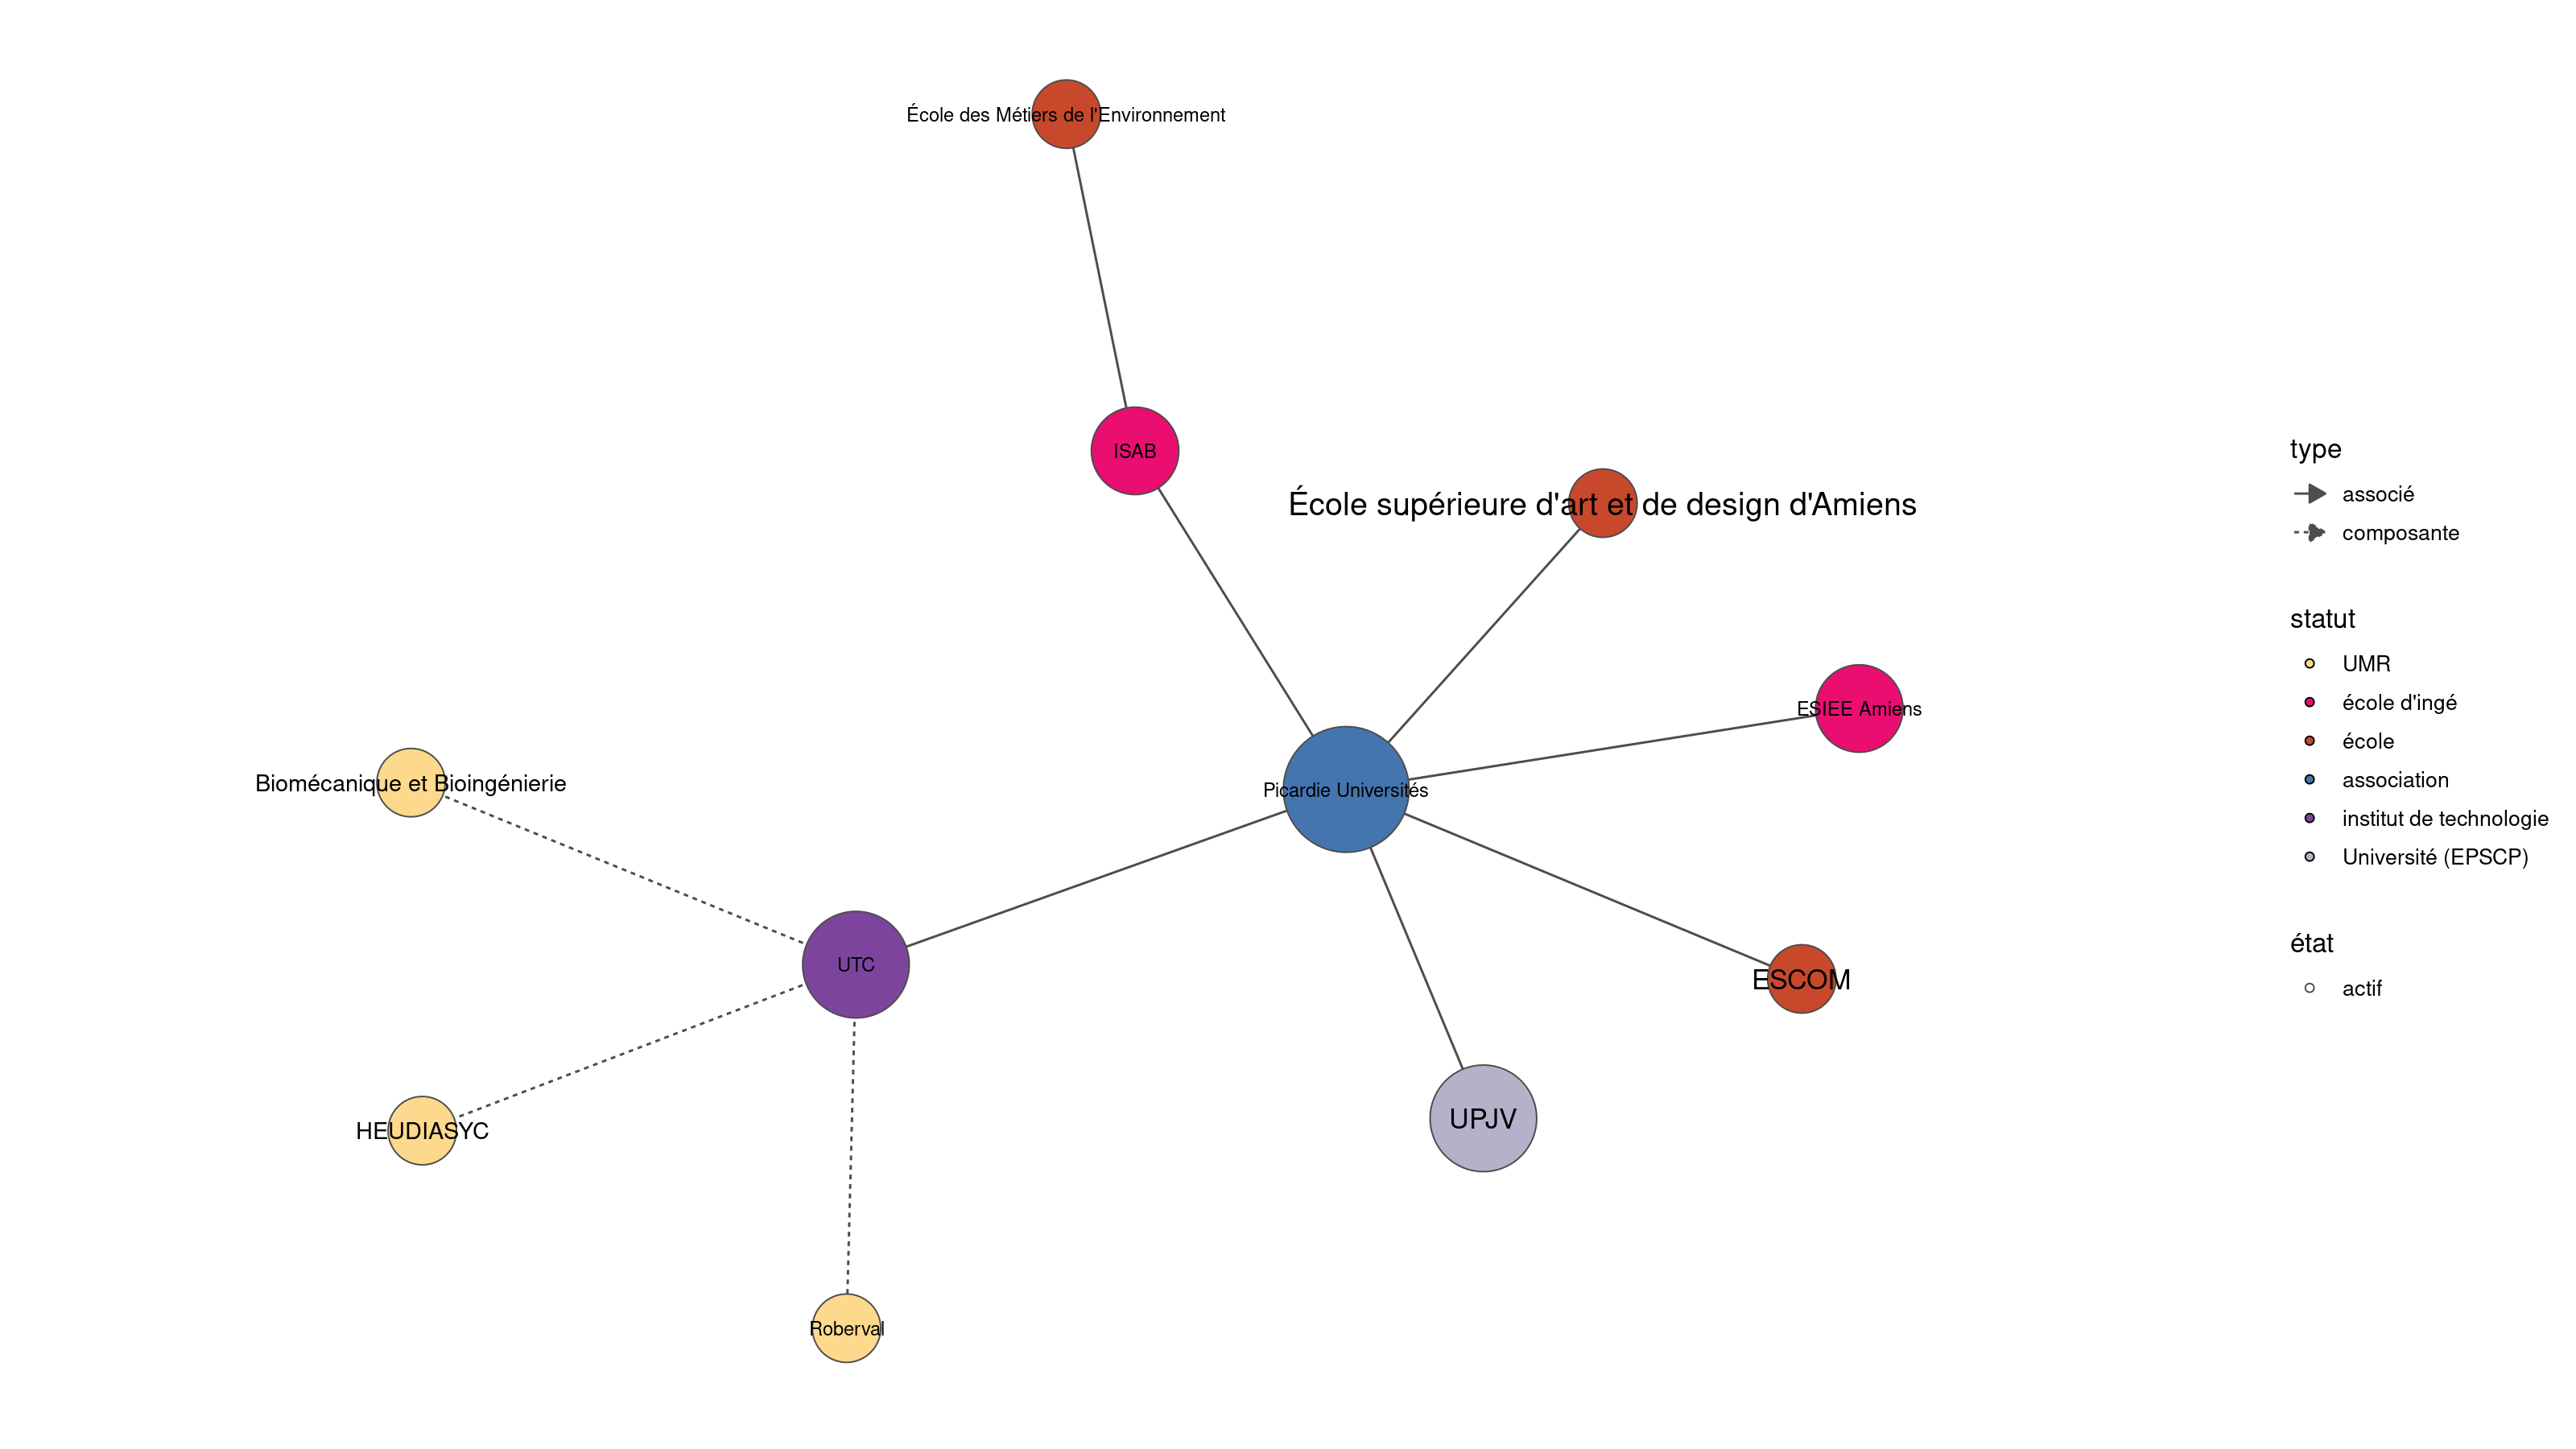 École des Métiers de l'Environnement
ISAB
École supérieure d'art et de design d'Amiens
ESIEE Amiens
Biomécanique et Bioingénierie
Picardie Universités
UTC
ESCOM
HEUDIASYC
UPJV
Roberval
type
associé
composante
statut
UMR
école d'ingé
école
association
institut de technologie
Université (EPSCP)
état
actif